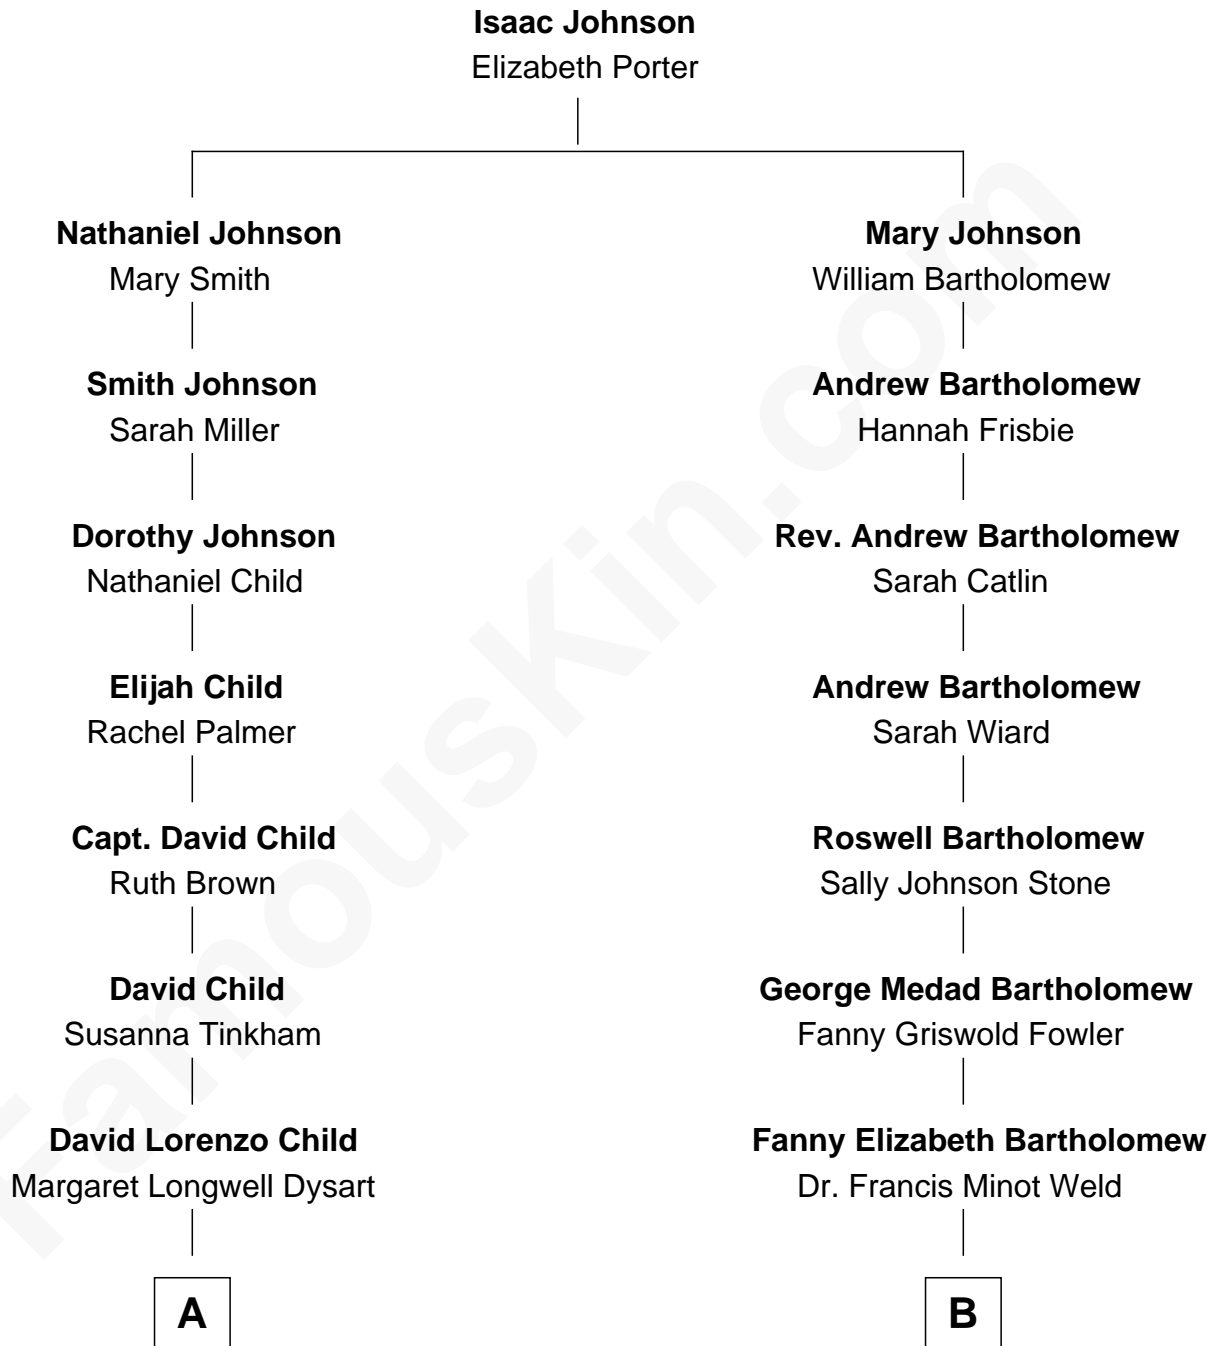 Isaac Johnson
Elizabeth Porter
Nathaniel Johnson
Mary Smith
Smith Johnson
Sarah Miller
Dorothy Johnson
Nathaniel Child
Elijah Child
Rachel Palmer
Capt. David Child
Ruth Brown
David Child
Susanna Tinkham
David Lorenzo Child
Margaret Longwell Dysart
A
Mary Johnson
William Bartholomew
Andrew Bartholomew
Hannah Frisbie
Rev. Andrew Bartholomew
Sarah Catlin
Andrew Bartholomew
Sarah Wiard
Roswell Bartholomew
Sally Johnson Stone
George Medad Bartholomew
Fanny Griswold Fowler
Fanny Elizabeth Bartholomew
Dr. Francis Minot Weld
B
FamousKin.com